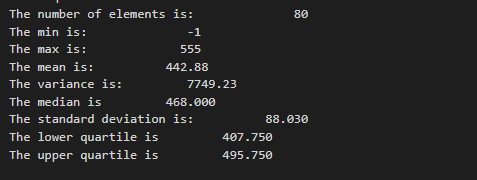 The number of elements is: 80
The min is: -1
The max is: 555
The mean is: 442.88
The variance is: 7749.23
The median is 468.000
The standard deviation is: 88.030
The lower quartile is 407.750
The upper quartile is 495.750